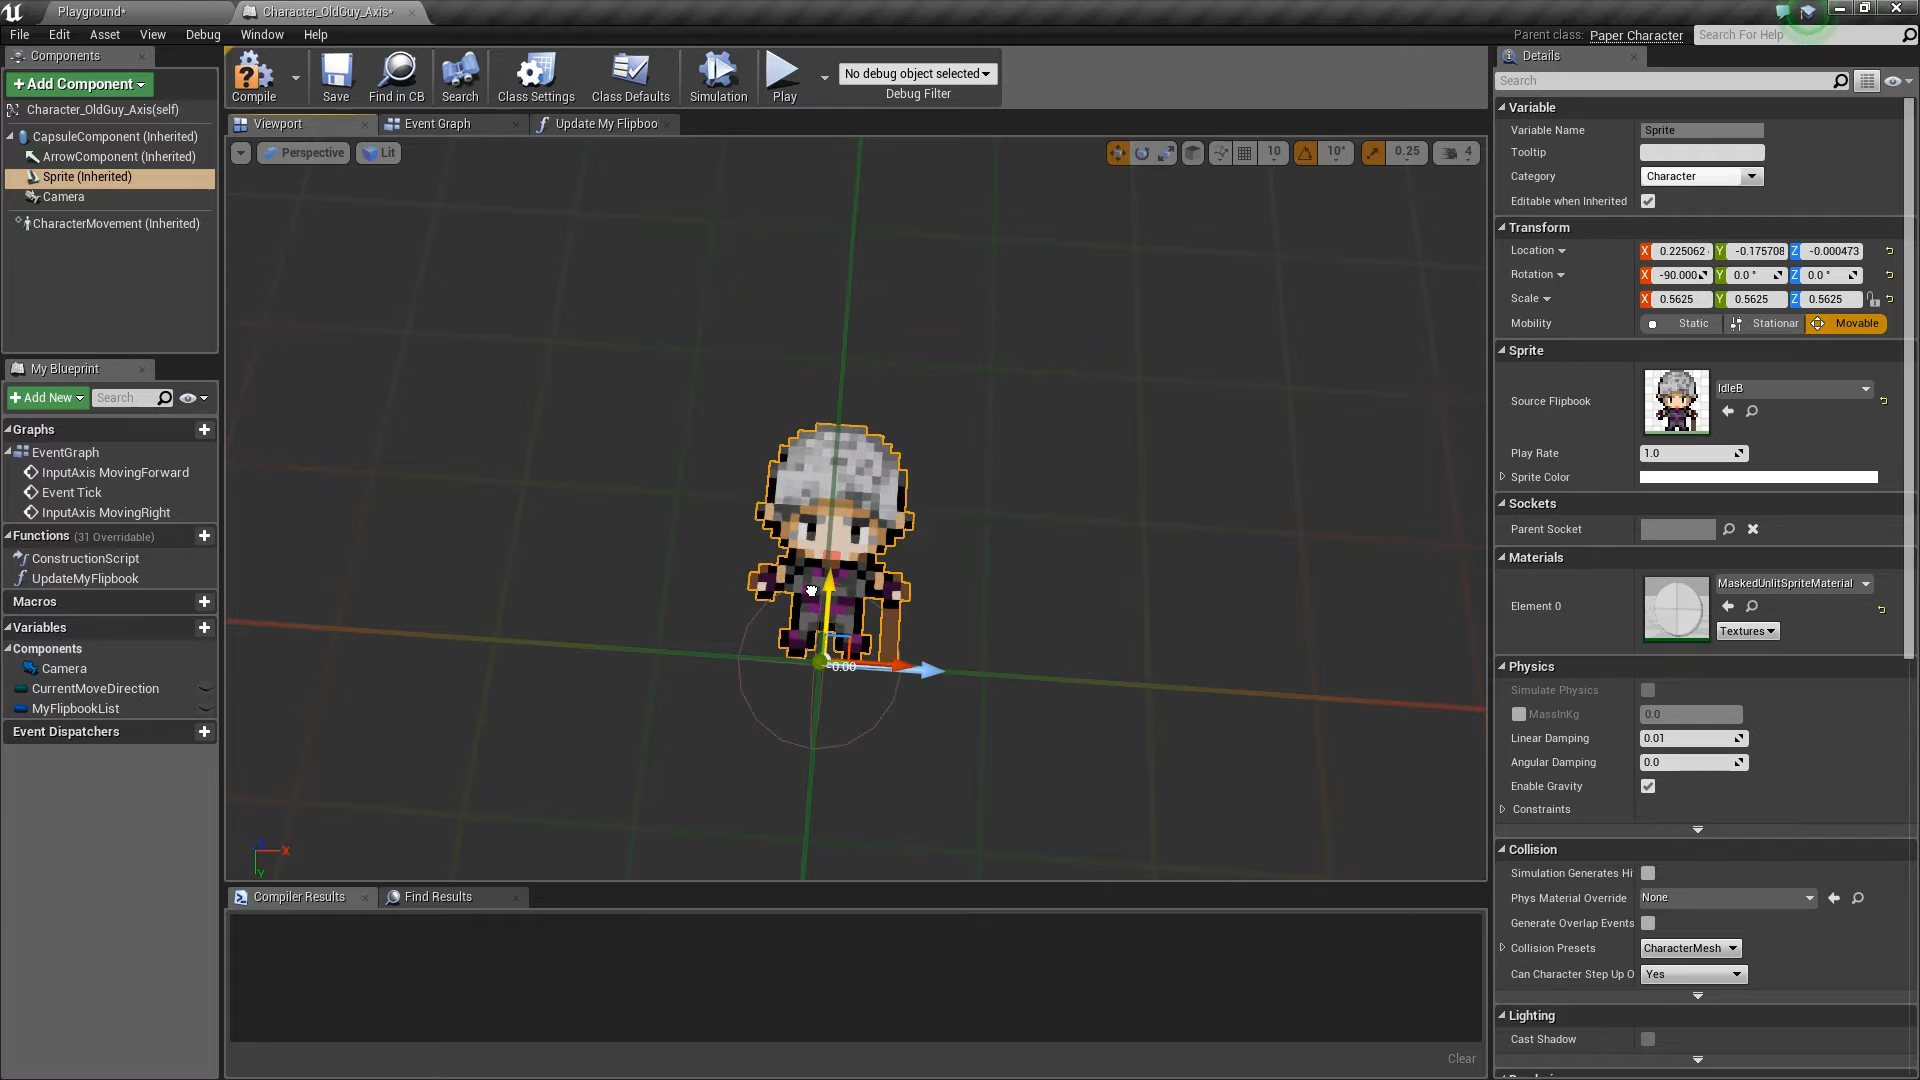 Playground*
Character_OldGuy_Axis*
File Edit Asset View Debug Window Help
Parent class: Paper Character
Search For Help
Components
+Add Component
Character_OldGuy_Axis(self)
CapsuleComponent (Inherited)
ArrowComponent (Inherited)
Sprite (Inherited)
Camera
CharacterMovement (Inherited)
Compile
Save
Find in CB
Search
Class Settings
Class Defaults
Simulation
Play
No debug object selected
Debug Filter
Viewport
Event Graph
Update My Flipboo
Perspective
Lit
10
10°
0.25
4
-0.00
X
Y
My Blueprint
+Add New
Search
Graphs
EventGraph
InputAxis MovingForward
Event Tick
InputAxis MovingRight
Functions (31 Overridable)
ConstructionScript
UpdateMyFlipbook
Macros
Variables
Components
Camera
CurrentMoveDirection
MyFlipbookList
Event Dispatchers
Compiler Results
Find Results
Clear
Details
Search
Variable
Variable Name Sprite
Tooltip
Category Character
Editable when Inherited
Transform
Location X 0.225062 Y -0.175708 Z -0.000473
Rotation X -90.000 Y 0.0 ° Z 0.0 °
Scale X 0.5625 Y 0.5625 Z 0.5625
Mobility Static Stationar Movable
Sprite
Source Flipbook IdleB
Play Rate 1.0
Sprite Color
Sockets
Parent Socket
Materials
Element 0 MaskedUnlitSpriteMaterial
Textures
Physics
Simulate Physics
MassInKg 0.0
Linear Damping 0.01
Angular Damping 0.0
Enable Gravity
Constraints
Collision
Simulation Generates Hi
Phys Material Override None
Generate Overlap Events
Collision Presets CharacterMesh
Can Character Step Up O Yes
Lighting
Cast Shadow